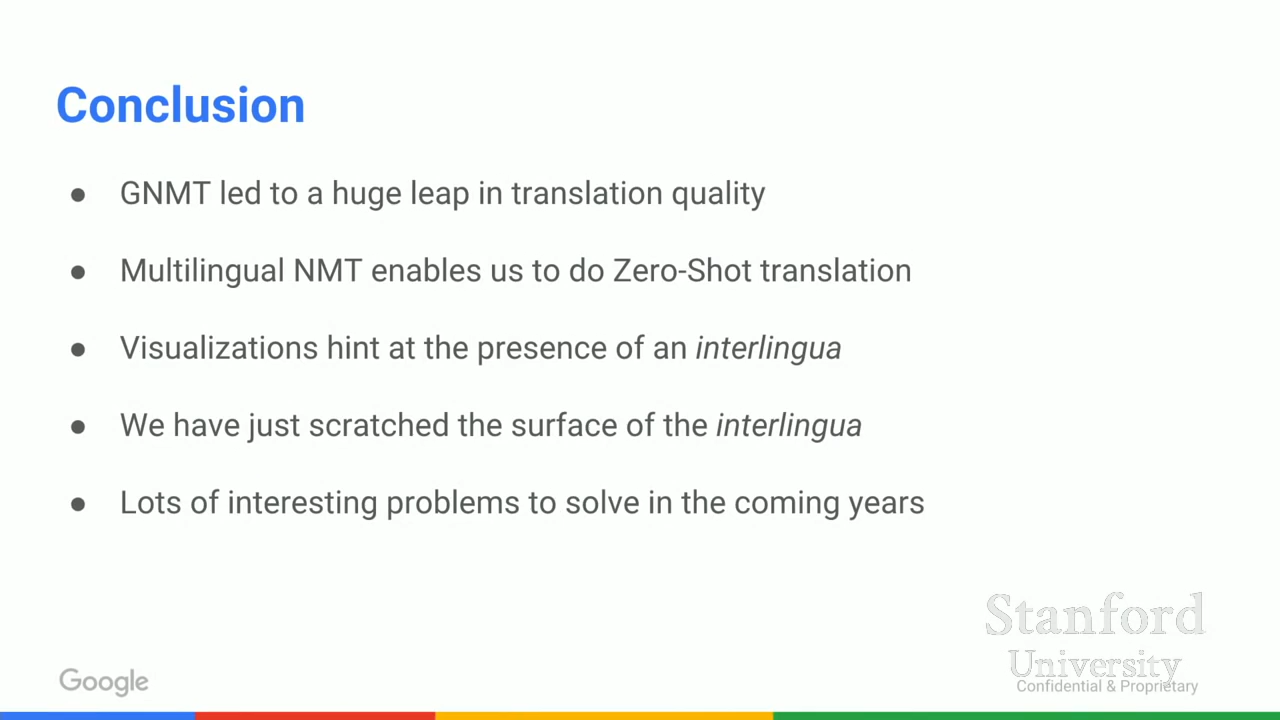 Conclusion
● GNMT led to a huge leap in translation quality
● Multilingual NMT enables us to do Zero-Shot translation
● Visualizations hint at the presence of an interlingua
● We have just scratched the surface of the interlingua
● Lots of interesting problems to solve in the coming years
Stanford
University
Google
Confidential & Proprietary